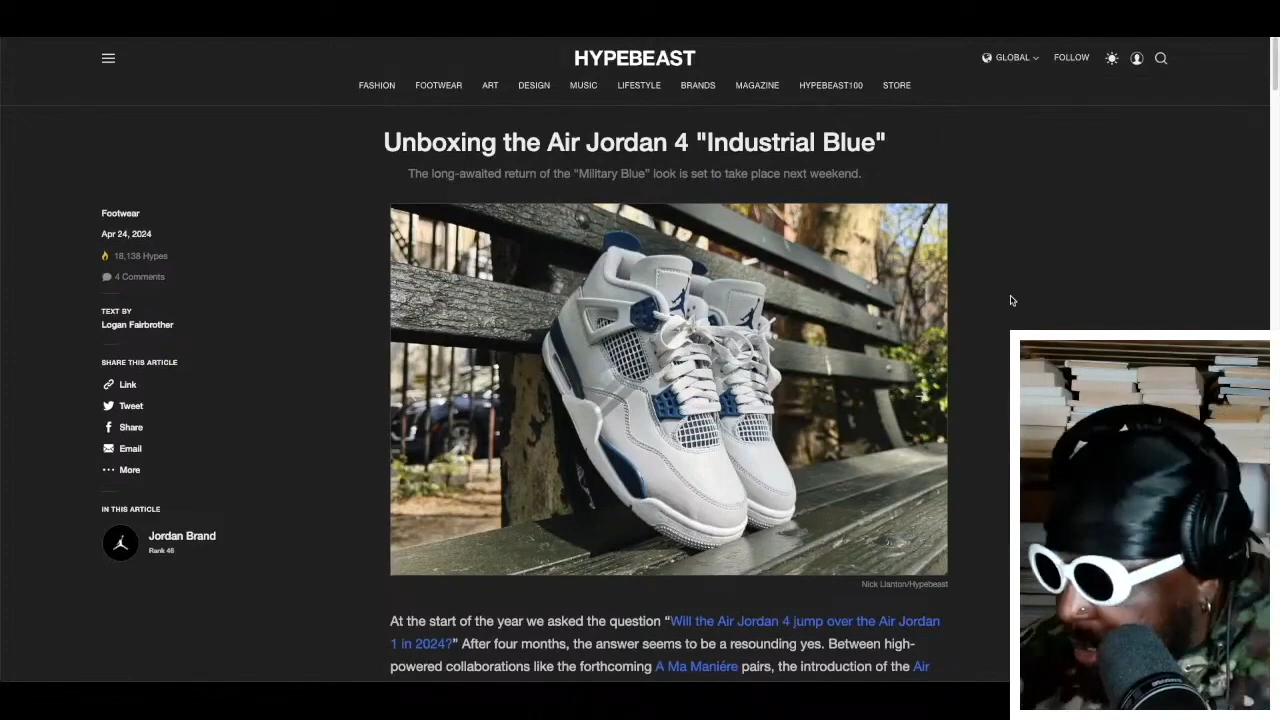 HYPEBEAST
GLOBAL
FOLLOW
FASHION FOOTWEAR ART DESIGN MUSIC LIFESTYLE BRANDS MAGAZINE HYPEBEAST100 STORE
Unboxing the Air Jordan 4 "Industrial Blue"
The long-awaited return of the “Military Blue” look is set to take place next weekend.
Footwear
Apr 24, 2024
18,138 Hypes
4 Comments
TEXT BY
Logan Fairbrother
SHARE THIS ARTICLE
Link
Tweet
Share
Email
More
IN THIS ARTICLE
Jordan Brand
Rank 46
Nick Lianton/Hypebeast
At the start of the year we asked the question “Will the Air Jordan 4 jump over the Air Jordan
1 in 2024?” After four months, the answer seems to be a resounding yes. Between high-
powered collaborations like the forthcoming A Ma Maniére pairs, the introduction of the Air